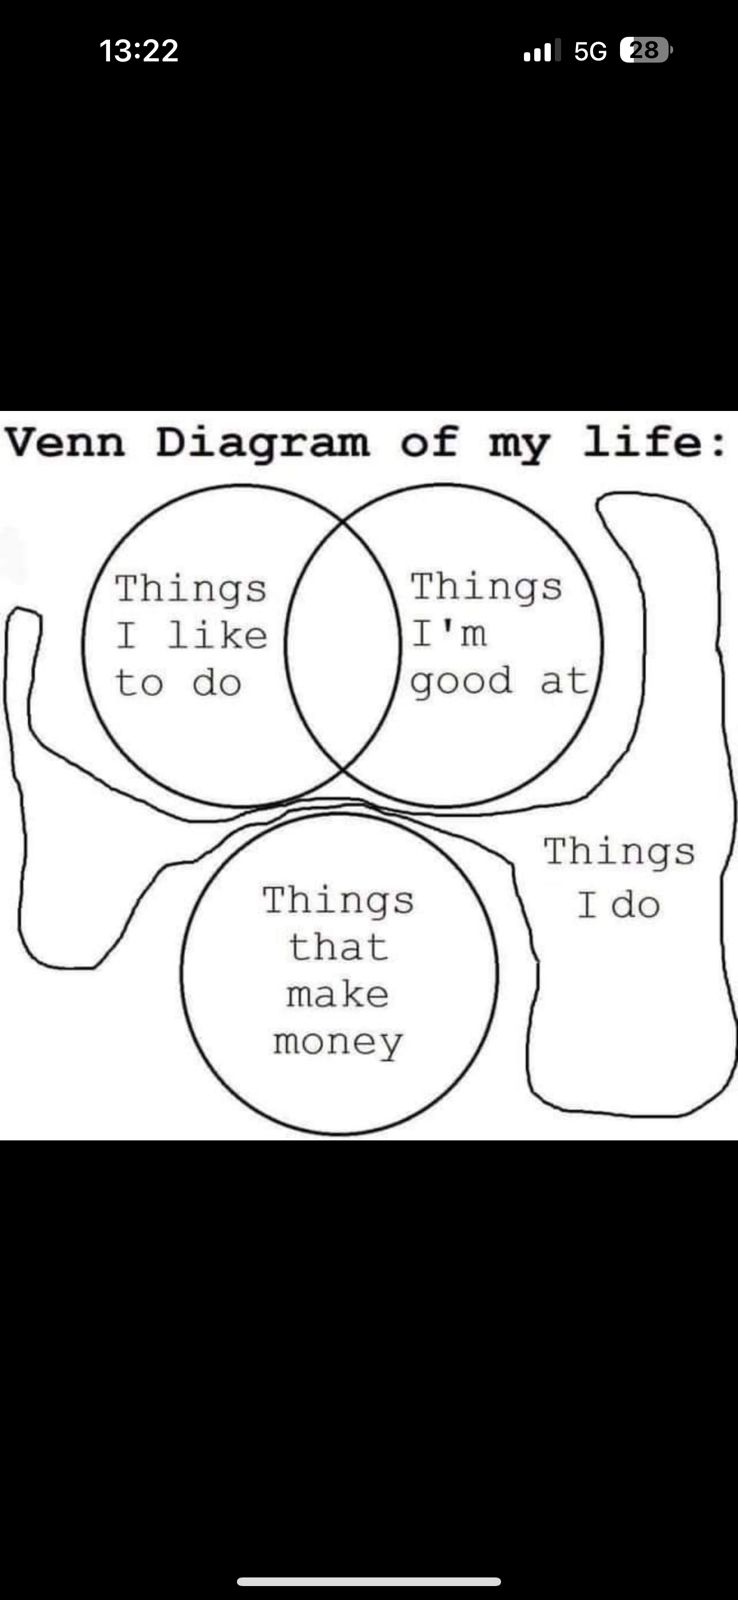 13:22
5G
28
Venn Diagram of my life:
Things
I like
to do
Things
I'm
good at
Things
I do
Things
that
make
money